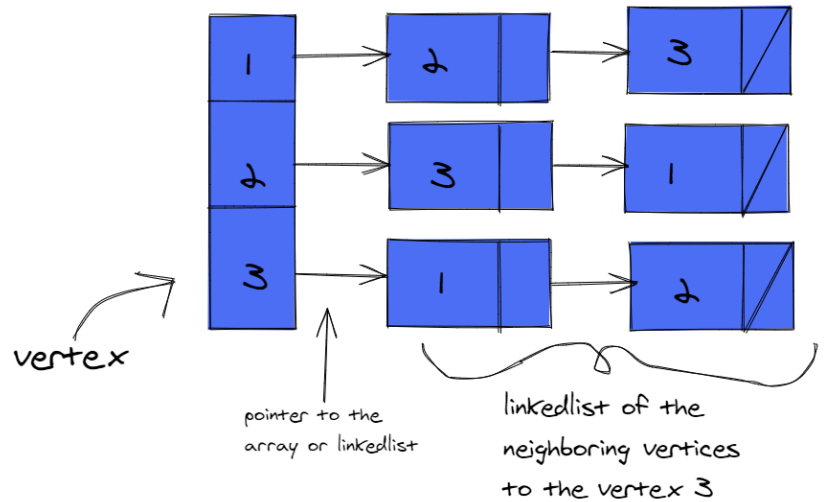 1 2 3
2 3 1
3 1 2
vertex
pointer to the
array or linkedlist
linkedlist of the
neighboring vertices
to the vertex 3